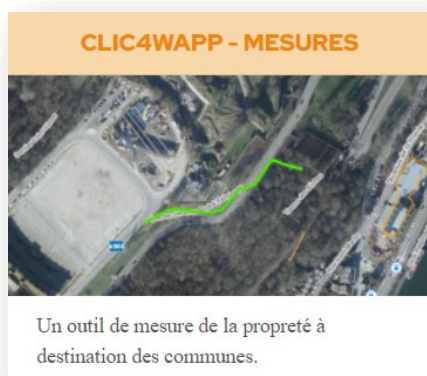 CLIC4WAPP - MESURES
Un outil de mesure de la propreté à
destination des communes.